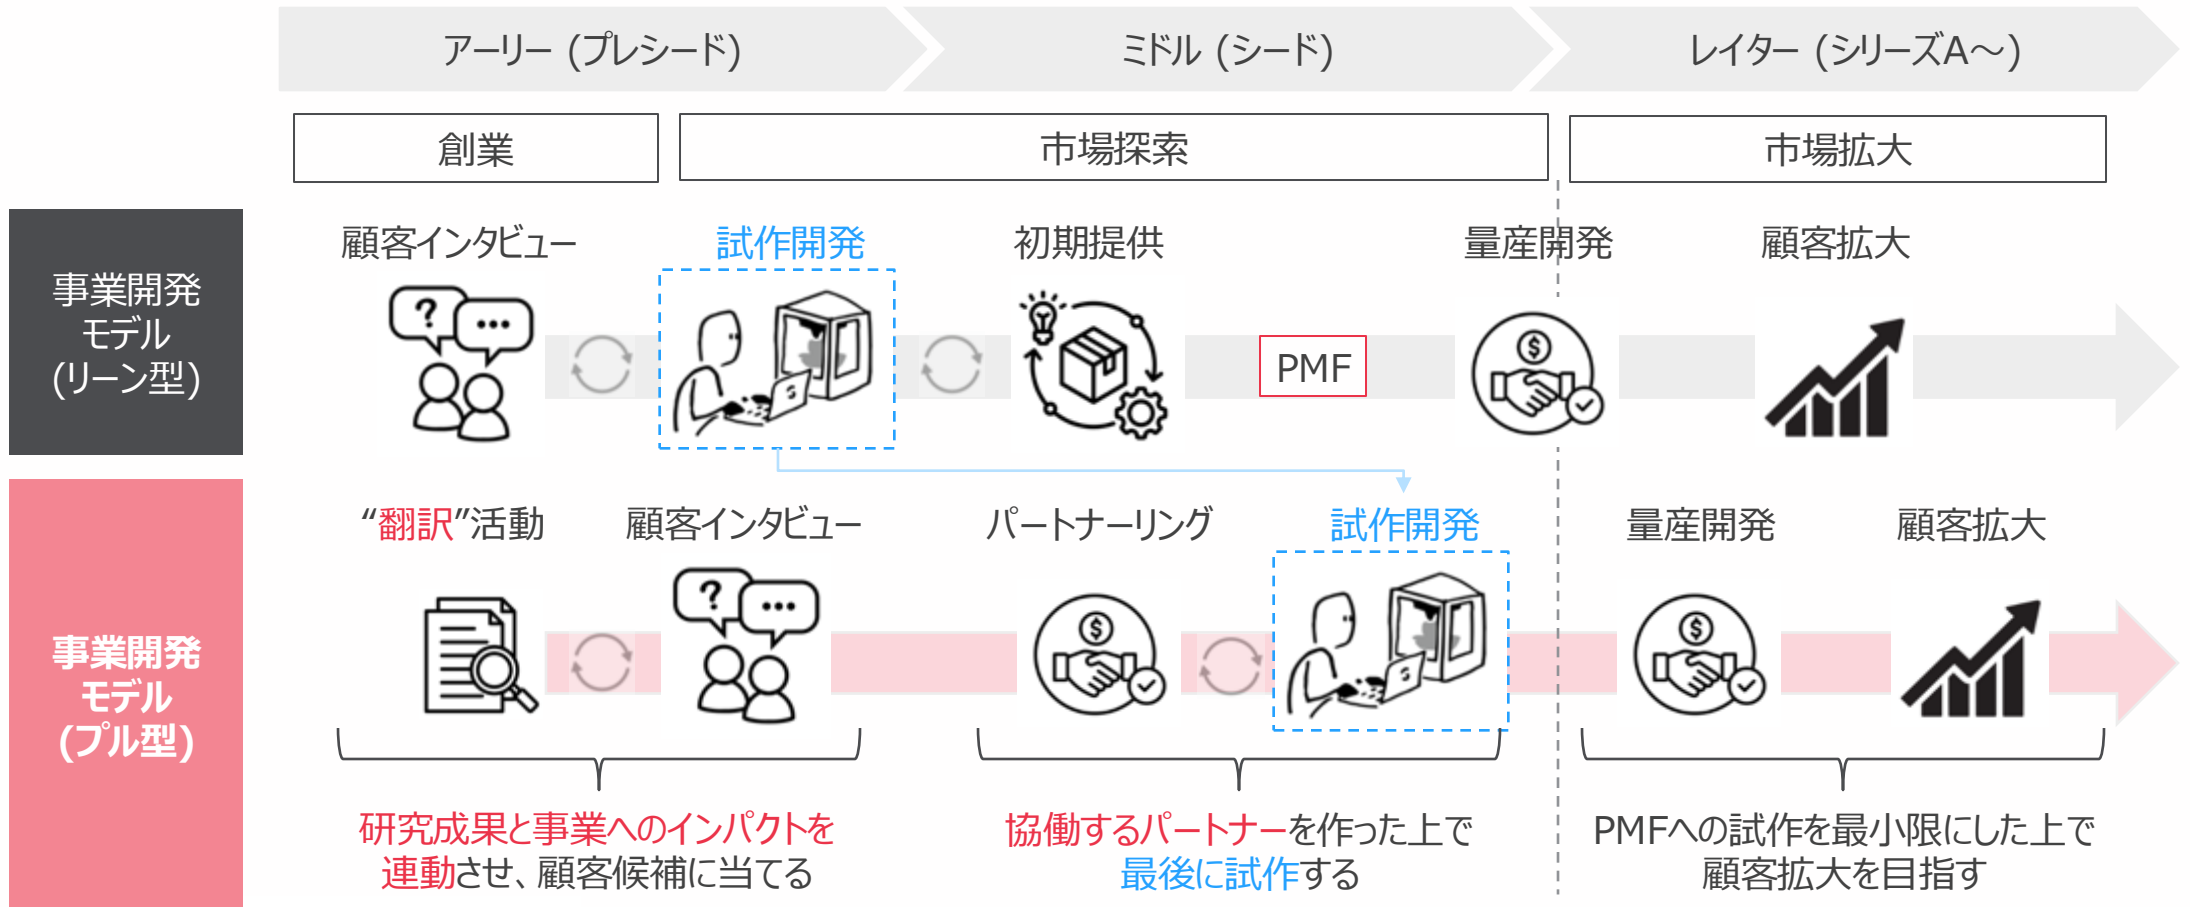 アーリー (プレシード)
ミドル (シード)
レイター (シリーズA～)
創業
市場探索
市場拡大
事業開発
モデル
(リーン型)
顧客インタビュー
試作開発
初期提供
PMF
量産開発
顧客拡大
事業開発
モデル
(プル型)
“翻訳”活動
顧客インタビュー
パートナーリング
試作開発
量産開発
顧客拡大
研究成果と事業へのインパクトを
連動させ、顧客候補に当てる
協働するパートナーを作った上で
最後に試作する
PMFへの試作を最小限にした上で
顧客拡大を目指す